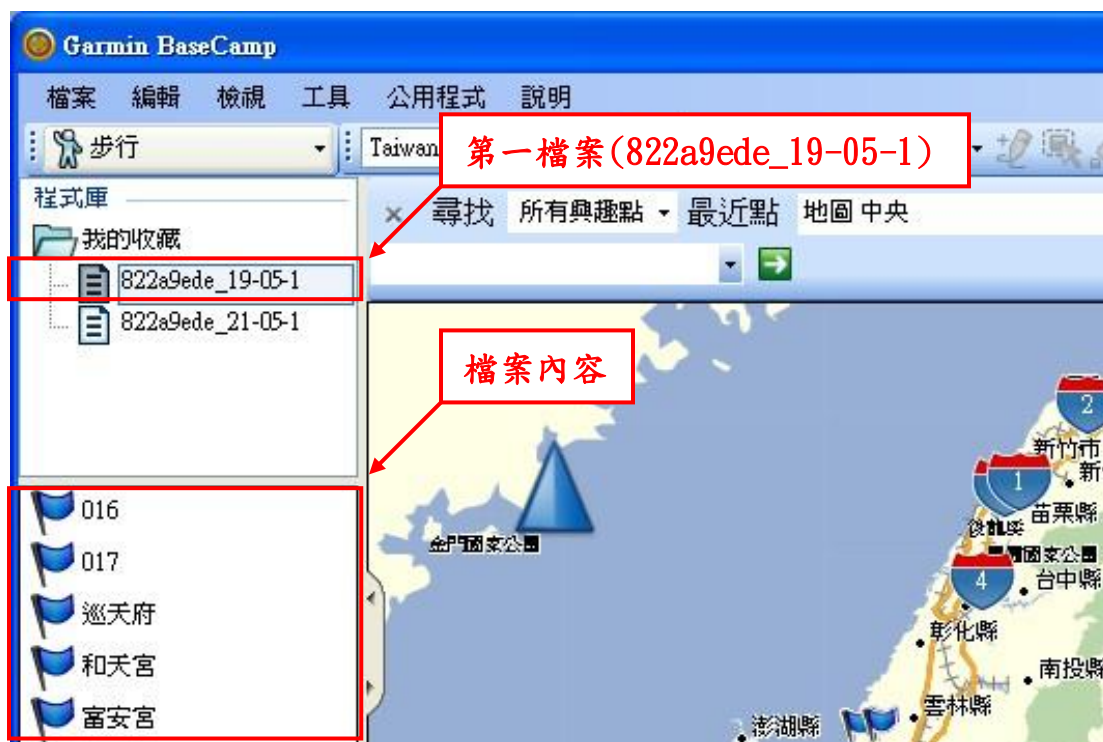 Garmin BaseCamp
檔案 編輯 檢視 工具 公用程式 說明
步行
Taiwan
第一檔案(822a9ede_19-05-1)
程式庫
尋找 所有興趣點 最近點 地圖 中央
我的收藏
822a9ede_19-05-1
822a9ede_21-05-1
檔案內容
2
新竹市
新
1
苗栗縣
金門國家公園
國家公園
4
台中縣
彰化縣
南投縣
雲林縣
澎湖縣
016
017
巡天府
和天宮
富安宮